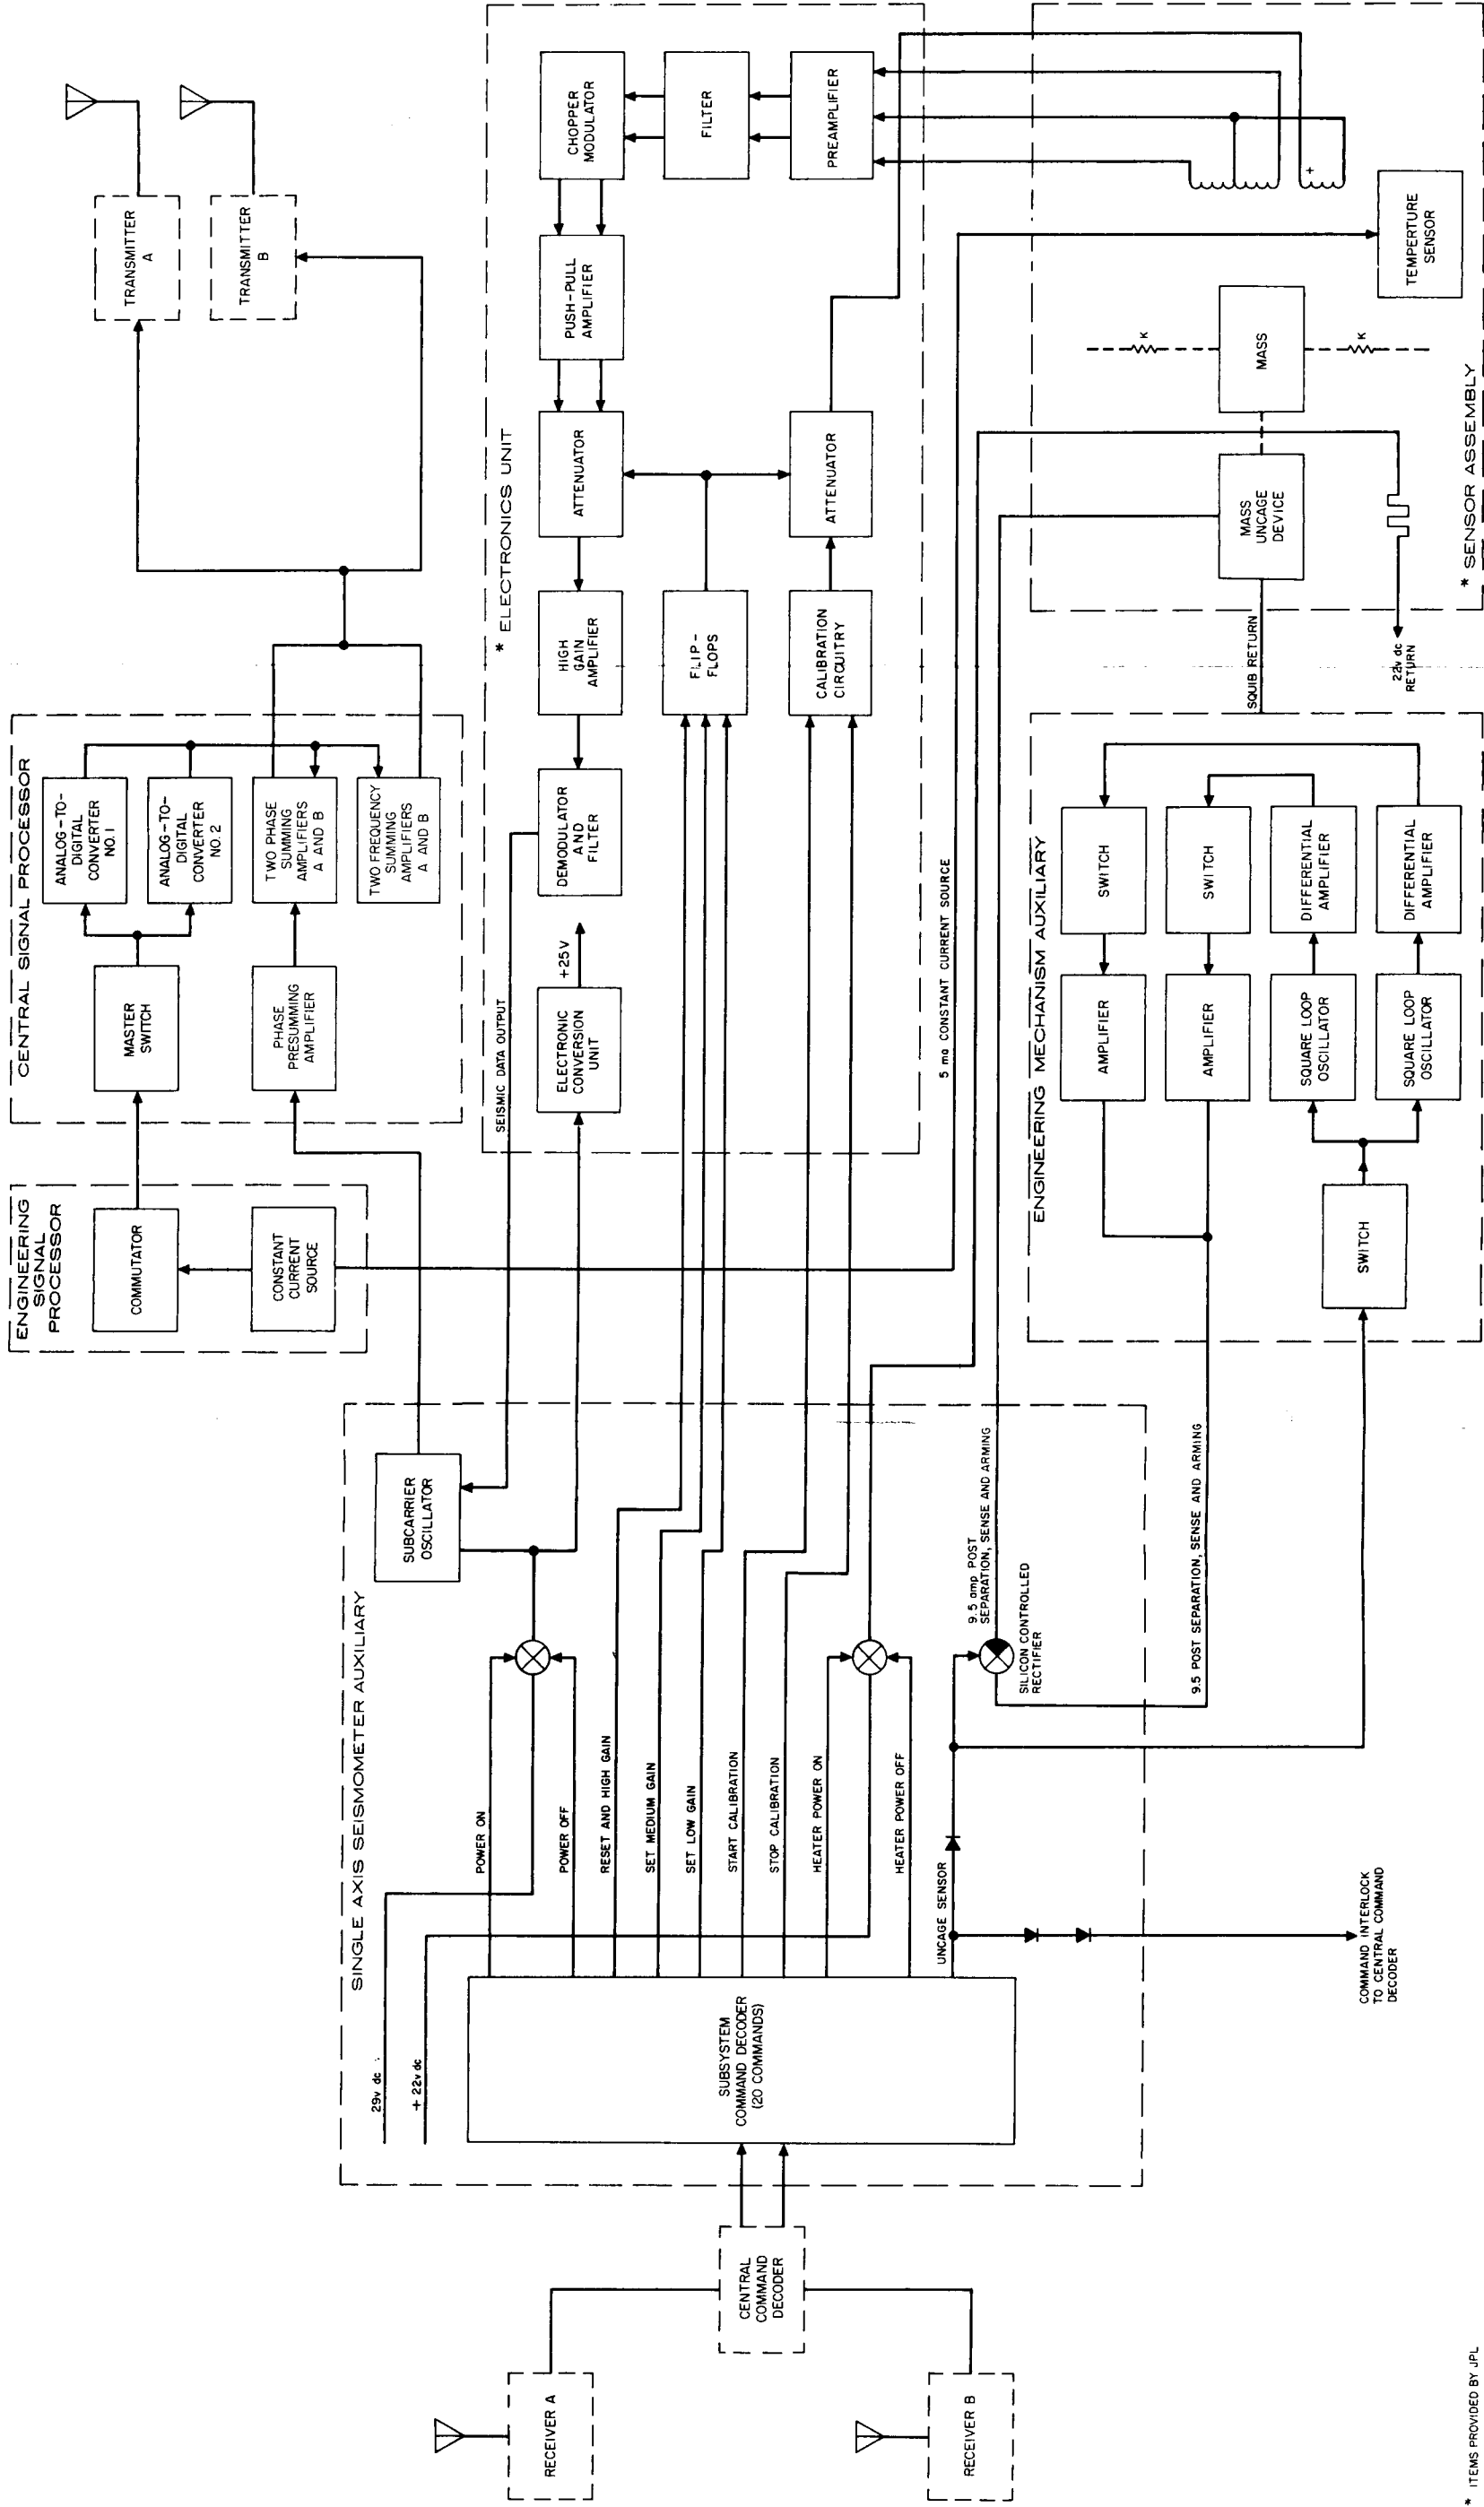 RECEIVER A
RECEIVER B
CENTRAL
COMMAND
DECODER
SINGLE AXIS SEISMOMETER AUXILIARY
29v dc
+ 22v dc
SUBSYSTEM
COMMAND DECODER
(20 COMMANDS)
POWER ON
POWER OFF
RESET AND HIGH GAIN
SET MEDIUM GAIN
SET LOW GAIN
START CALIBRATION
STOP CALIBRATION
HEATER POWER ON
HEATER POWER OFF
UNCAGE SENSOR
COMMAND INTERLOCK
TO CENTRAL COMMAND
DECODER
SUBCARRIER
OSCILLATOR
9.5 amp POST
SEPARATION, SENSE AND ARMING
SILICON CONTROLLED
RECTIFIER
9.5 POST SEPARATION, SENSE AND ARMING
ENGINEERING
SIGNAL
PROCESSOR
COMMUTATOR
CONSTANT
CURRENT
SOURCE
CENTRAL SIGNAL PROCESSOR
MASTER
SWITCH
PHASE
PRESUMMING
AMPLIFIER
ANALOG-TO-
DIGITAL
CONVERTER
NO. 1
ANALOG-TO-
DIGITAL
CONVERTER
NO. 2
TWO PHASE
SUMMING
AMPLIFIERS
A AND B
TWO FREQUENCY
SUMMING
AMPLIFIERS
A AND B
TRANSMITTER
A
TRANSMITTER
B
* ELECTRONICS UNIT
SEISMIC DATA OUTPUT
ELECTRONIC
CONVERSION
UNIT
+25V
DEMODULATOR
AND
FILTER
HIGH
GAIN
AMPLIFIER
ATTENUATOR
PUSH-PULL
AMPLIFIER
CHOPPER
MODULATOR
FILTER
PREAMPLIFIER
FLIP-
FLOPS
CALIBRATION
CIRCUITRY
ATTENUATOR
5 ma CONSTANT CURRENT SOURCE
ENGINEERING MECHANISM AUXILIARY
SWITCH
AMPLIFIER
SWITCH
AMPLIFIER
SQUARE LOOP
OSCILLATOR
DIFFERENTIAL
AMPLIFIER
SQUARE LOOP
OSCILLATOR
DIFFERENTIAL
AMPLIFIER
SWITCH
SQUIB RETURN
22v dc
RETURN
MASS
UNCAGE
DEVICE
MASS
K
K
+
TEMPERTURE
SENSOR
* SENSOR ASSEMBLY
* ITEMS PROVIDED BY JPL